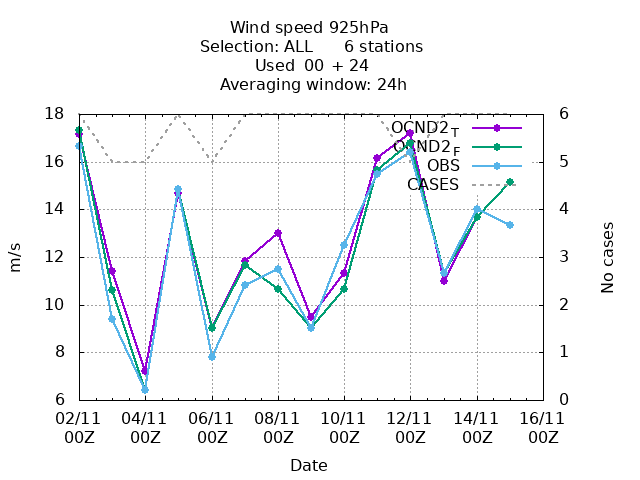 Wind speed 925hPa
Selection: ALL 6 stations
Used 00 + 24
Averaging window: 24h
18 6
OCND2T
16 5
OCND2F
OBS
CASES
14 4
12 3
10 2
8 1
6 0
m/s
No cases
02/11 04/11 06/11 08/11 10/11 12/11 14/11 16/11
00Z 00Z 00Z 00Z 00Z 00Z 00Z 00Z
Date